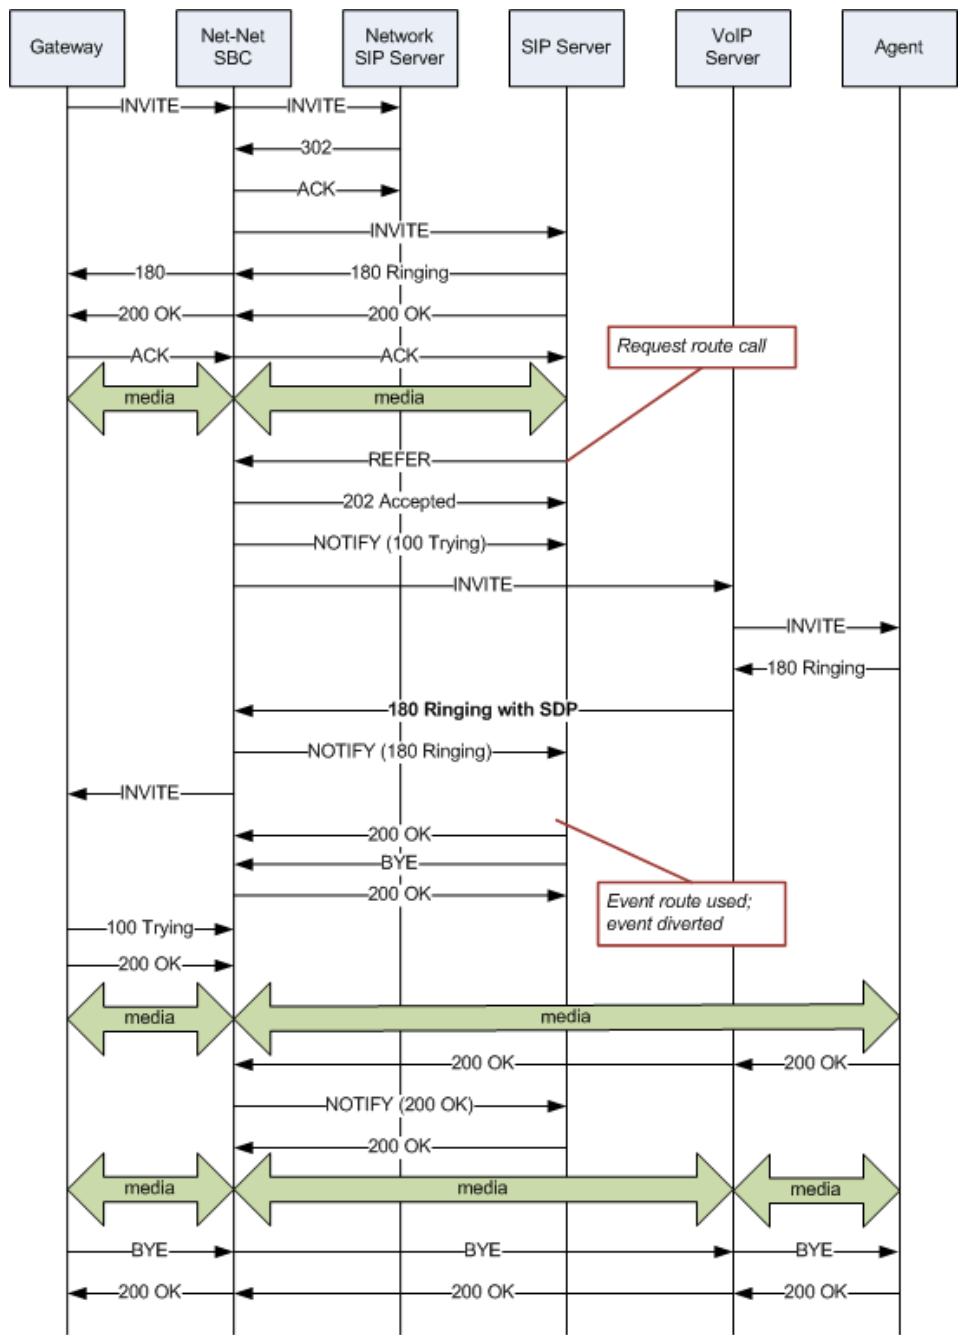 Gateway
Net-Net
SBC
Network
SIP Server
SIP Server
VoIP
Server
Agent
INVITE
INVITE
302
ACK
INVITE
180
180 Ringing
200 OK
200 OK
Request route call
ACK
ACK
media
media
REFER
202 Accepted
NOTIFY (100 Trying)
INVITE
INVITE
180 Ringing
180 Ringing with SDP
NOTIFY (180 Ringing)
INVITE
200 OK
BYE
200 OK
Event route used;
event diverted
100 Trying
200 OK
media
media
200 OK
200 OK
NOTIFY (200 OK)
200 OK
media
media
media
BYE
BYE
BYE
200 OK
200 OK
200 OK